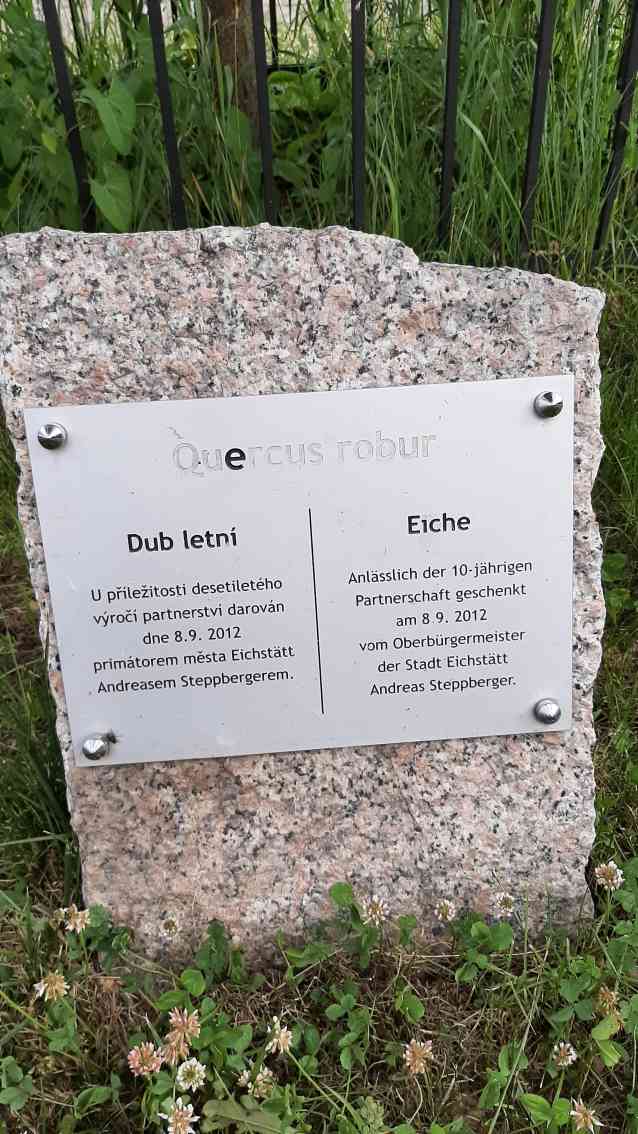 Quercus robur
Dub letní
U příležitosti desetiletého
výročí partnerství darován
dne 8.9. 2012
primátorem města Eichstätt
Andreasem Steppbergerem.
Eiche
Anlässlich der 10-jährigen
Partnerschaft geschenkt
am 8 9. 2012
vom Oberbürgermeister
der Stadt Eichstätt
Andreas Steppberger.